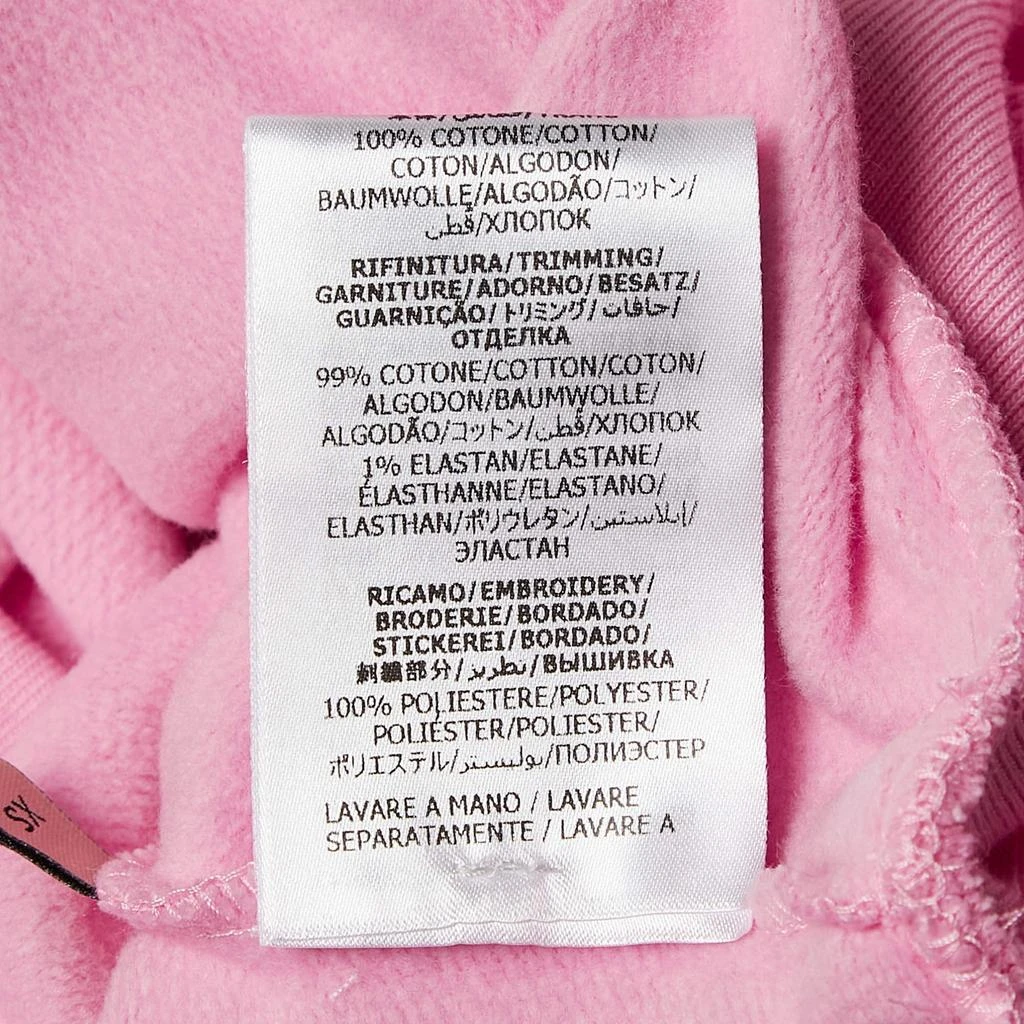 100% COTONE/COTTON/
COTON/ALGODON/
BAUMWOLLE/ALGODÃO/コットン/
قُطن/ХЛОПОК
RIFINITURA/TRIMMING/
GARNITURE/ADORNO/BESATZ/
GUARNIÇÃO/トリミング/حافات/
ОТДЕЛКА
99% COTONE/COTTON/COTON/
ALGODON/BAUMWOLLE/
ALGODÃO/コットン/قُطن/ХЛОПОК
1% ELASTAN/ELASTANE/
ÉLASTHANNE/ELASTANO/
ELASTHAN/ポリウレタン/إيلاستين/
ЭЛАСТАН
RICAMO/EMBROIDERY/
BRODERIE/BORDADO/
STICKEREI/BORDADO/
刺繍部分/تطريز/ВЫШИВКА
100% POLIESTERE/POLYESTER/
POLIÉSTER/POLIESTER/
ポリエステル/بوليستر/ПОЛИЭСТЕР
LAVARE A MANO / LAVARE
SEPARATAMENTE / LAVARE A
XS